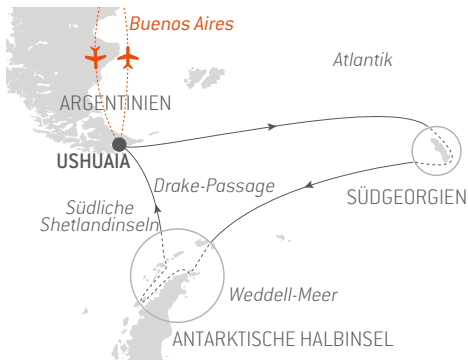 Buenos Aires
Atlantik
ARGENTINIEN
USHUAIA
Drake-Passage
SÜDGEORGIEN
Südliche
Shetlandinseln
Weddell-Meer
ANTARKTISCHE HALBINSEL